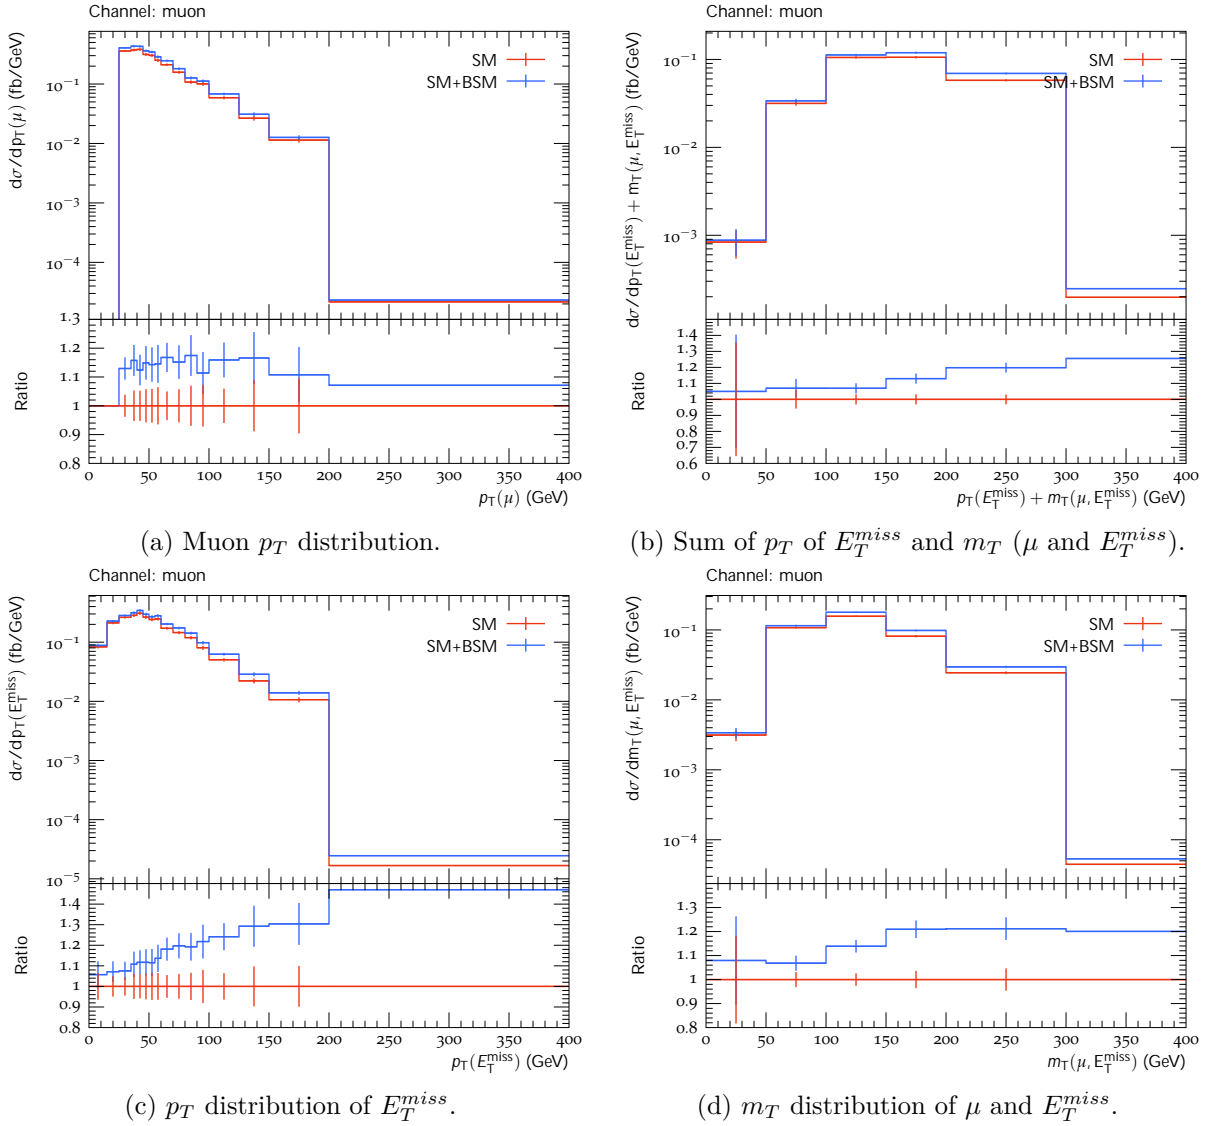 Channel: muon
dσ/dp_T(μ) (fb/GeV)
SM
SM+BSM
10^−1
10^−2
10^−3
10^−4
1.3
1.2
1.1
1
0.9
0.8
Ratio
0 50 100 150 200 250 300 350 400
p_T(μ) (GeV)
(a) Muon p_T distribution.
Channel: muon
dσ/dp_T(E_T^miss) + m_T(μ, E_T^miss) (fb/GeV)
SM
SM+BSM
10^−1
10^−2
10^−3
1.4
1.3
1.2
1.1
1
0.9
0.8
0.7
0.6
Ratio
0 50 100 150 200 250 300 350 400
p_T(E_T^miss) + m_T(μ, E_T^miss) (GeV)
(b) Sum of p_T of E_T^miss and m_T (μ and E_T^miss).
Channel: muon
dσ/dp_T(E_T^miss) (fb/GeV)
SM
SM+BSM
10^−1
10^−2
10^−3
10^−4
10^−5
1.4
1.3
1.2
1.1
1
0.9
0.8
Ratio
0 50 100 150 200 250 300 350 400
p_T(E_T^miss) (GeV)
(c) p_T distribution of E_T^miss.
Channel: muon
dσ/dm_T(μ, E_T^miss) (fb/GeV)
SM
SM+BSM
10^−1
10^−2
10^−3
10^−4
1.3
1.2
1.1
1
0.9
0.8
Ratio
0 50 100 150 200 250 300 350 400
m_T(μ, E_T^miss) (GeV)
(d) m_T distribution of μ and E_T^miss.